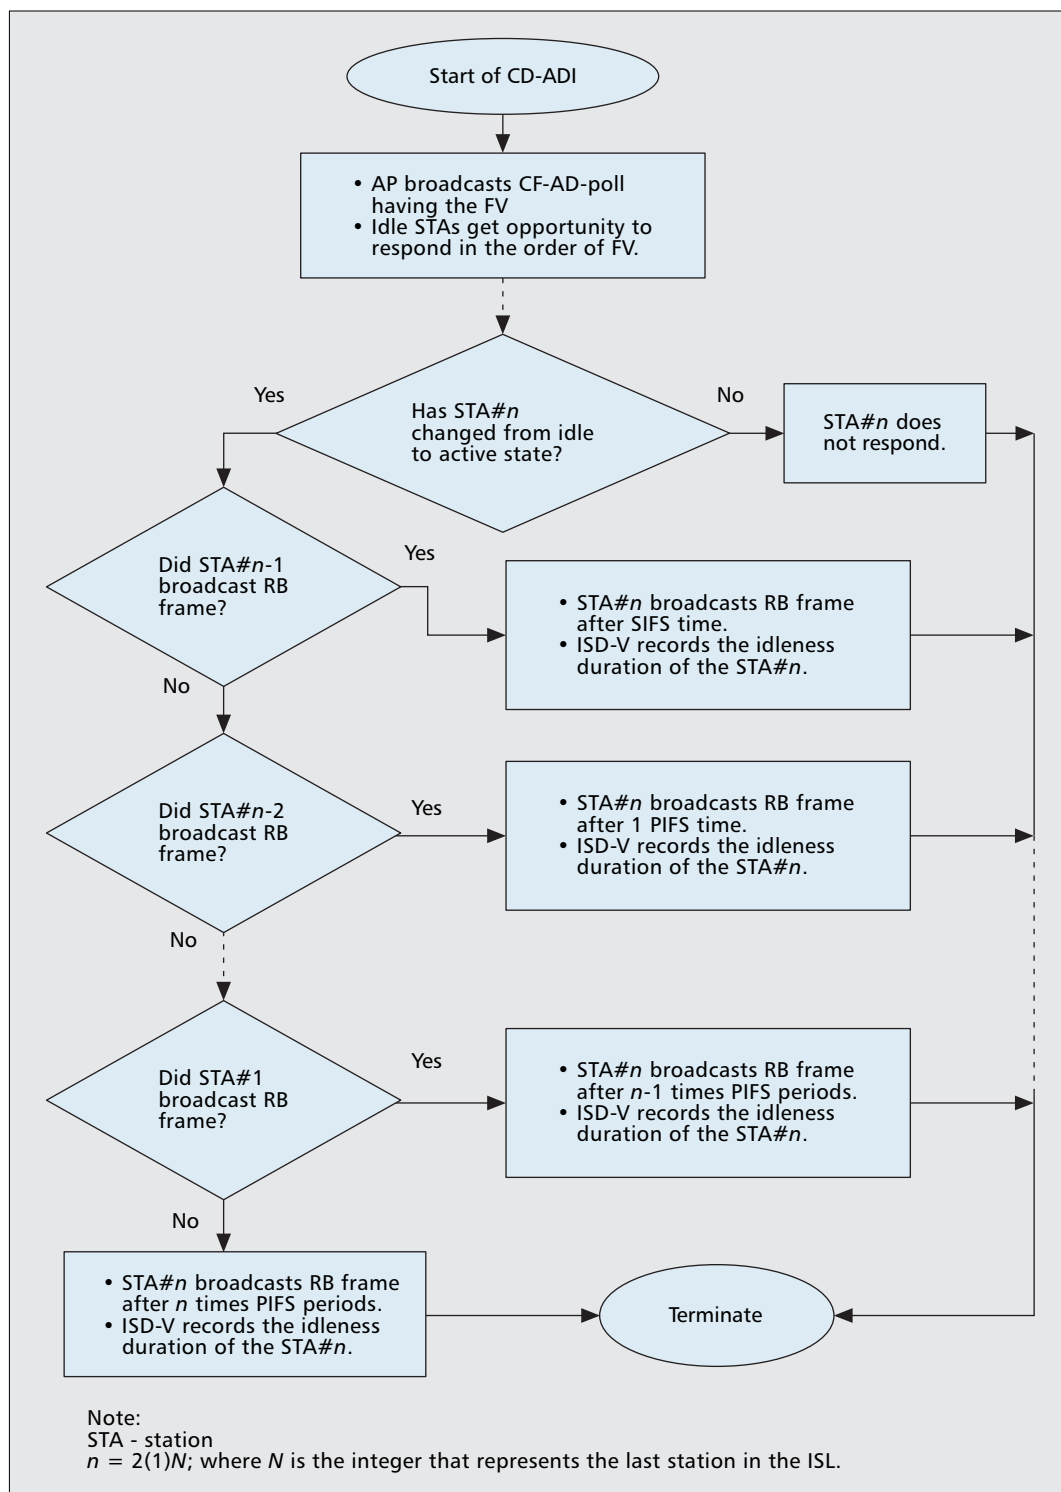 Start of CD-ADI
• AP broadcasts CF-AD-poll
having the FV
• Idle STAs get opportunity to
respond in the order of FV.
Yes
Has STA#n
changed from idle
to active state?
No
STA#n does
not respond.
Did STA#n-1
broadcast RB
frame?
Yes
• STA#n broadcasts RB frame
after SIFS time.
• ISD-V records the idleness
duration of the STA#n.
No
Did STA#n-2
broadcast RB
frame?
Yes
• STA#n broadcasts RB frame
after 1 PIFS time.
• ISD-V records the idleness
duration of the STA#n.
No
Did STA#1
broadcast RB
frame?
Yes
• STA#n broadcasts RB frame
after n-1 times PIFS periods.
• ISD-V records the idleness
duration of the STA#n.
No
• STA#n broadcasts RB frame
after n times PIFS periods.
• ISD-V records the idleness
duration of the STA#n.
Terminate
Note:
STA - station
n = 2(1)N; where N is the integer that represents the last station in the ISL.